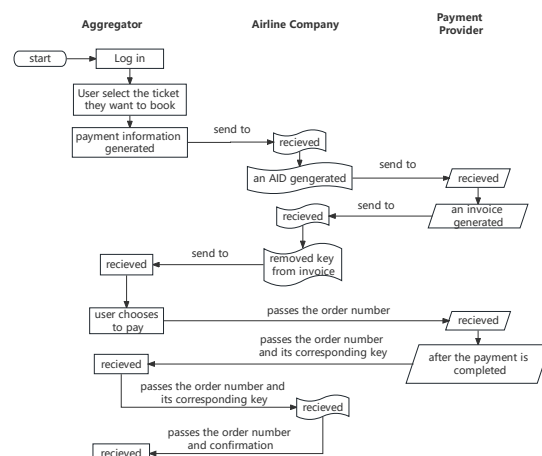 Aggregator
Airline Company
Payment
Provider
start
Log in
User select the ticket
they want to book
payment information
gengerated
send to
recieved
an AID gengerated
send to
recieved
an invoice
generated
send to
recieved
removed key
from invoice
send to
recieved
user chooses
to pay
passes the order number
recieved
after the payment is
completed
passes the order number
and its corresponding key
recieved
passes the order number and
its corresponding key
recieved
passes the order number
and confirmation
recieved